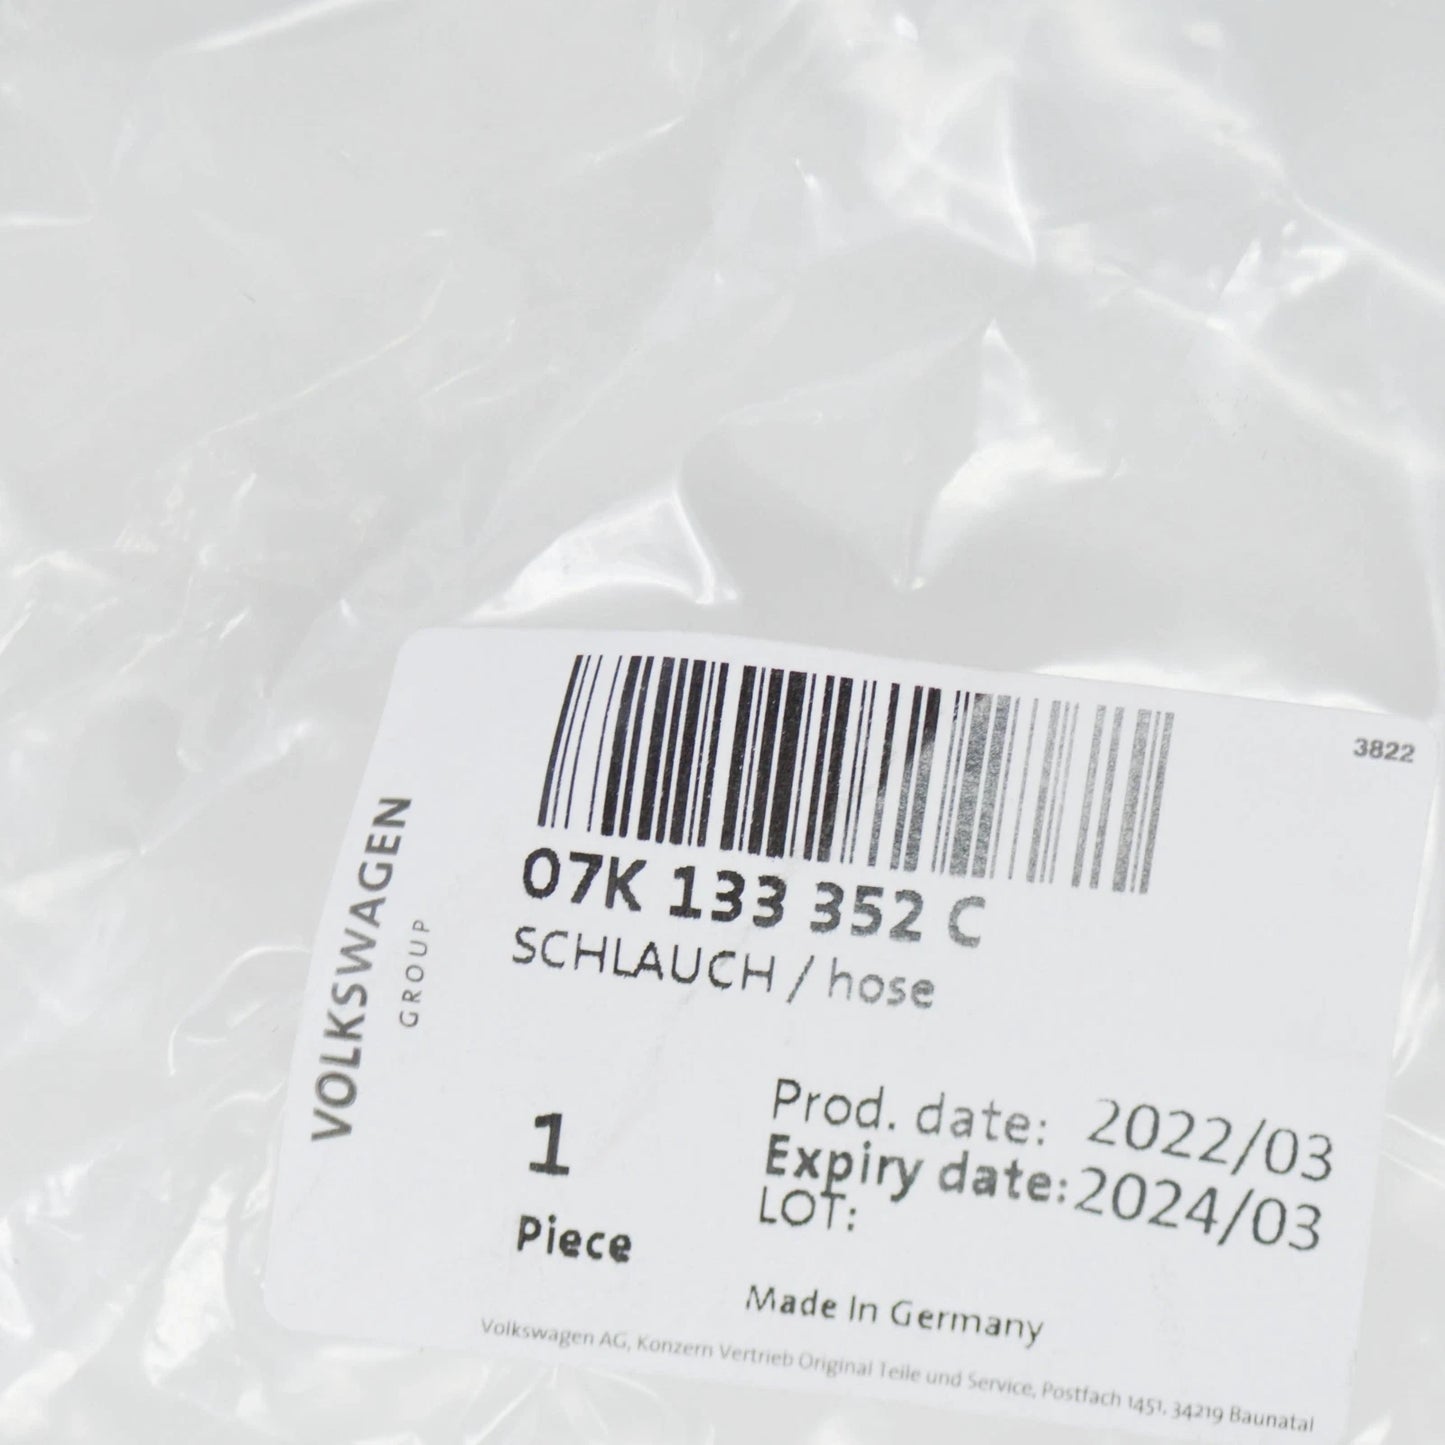 3822
VOLKSWAGEN
GROUP
07K 133 352 C
SCHLAUCH / hose
1
Piece
Prod. date: 2022/03
Expiry date: 2024/03
LOT:
Made In Germany
Volkswagen AG, Konzern Vertrieb Original Teile und Service, Postfach 1451, 34219 Baunatal